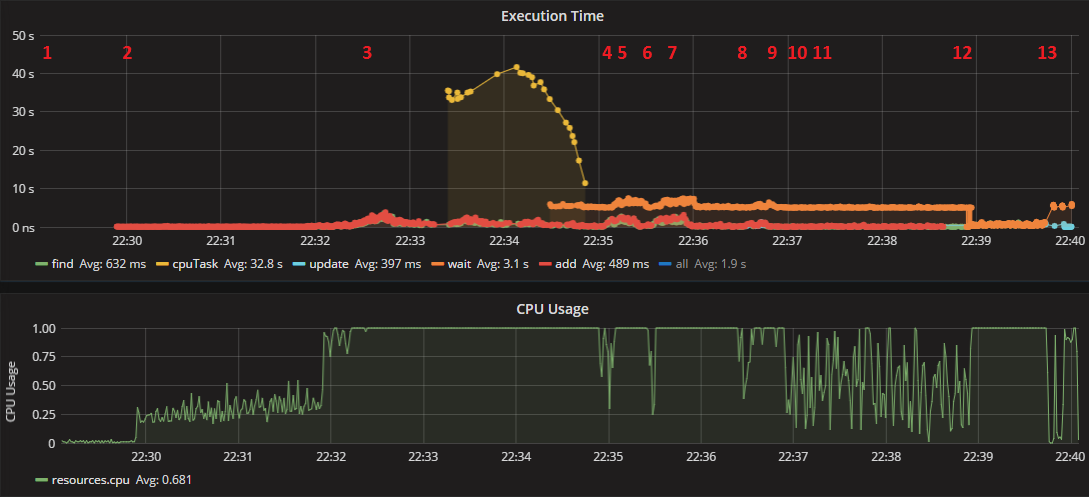 Execution Time
50 s
1 2 3 4 5 6 7 8 9 10 11 12 13
40 s
30 s
20 s
10 s
0 ns
22:30 22:31 22:32 22:33 22:34 22:35 22:36 22:37 22:38 22:39 22:40
find Avg: 632 ms cpuTask Avg: 32.8 s update Avg: 397 ms wait Avg: 3.1 s add Avg: 489 ms all Avg: 1.9 s
CPU Usage
CPU Usage
1.00
0.75
0.50
0.25
0
22:30 22:31 22:32 22:33 22:34 22:35 22:36 22:37 22:38 22:39 22:40
resources.cpu Avg: 0.681